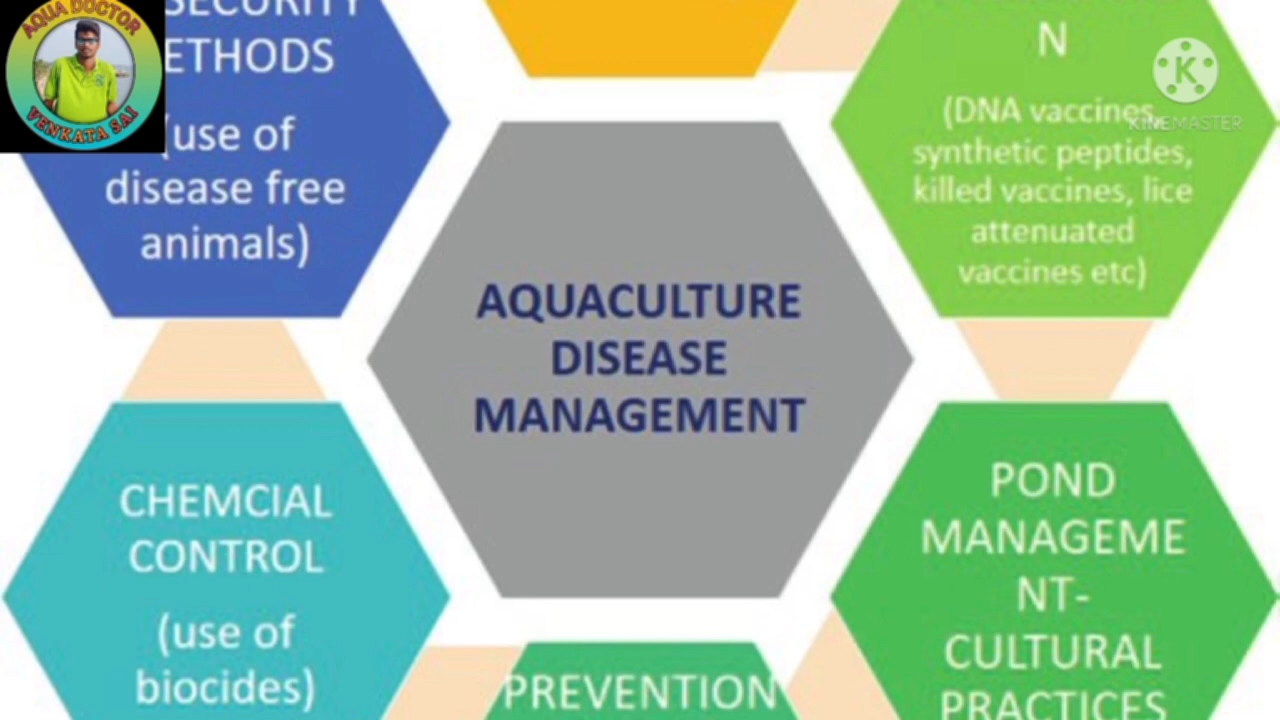 AQUA DOCTOR
VENKATA SAI
SECURITY
ETHODS
(use of
disease free
animals)
N
(DNA vaccines,
synthetic peptides,
killed vaccines, lice
attenuated
vaccines etc)
K
KINEMASTER
AQUACULTURE
DISEASE
MANAGEMENT
CHEMCIAL
CONTROL
(use of
biocides)
POND
MANAGEME
NT-
CULTURAL
PRACTICES
PREVENTION